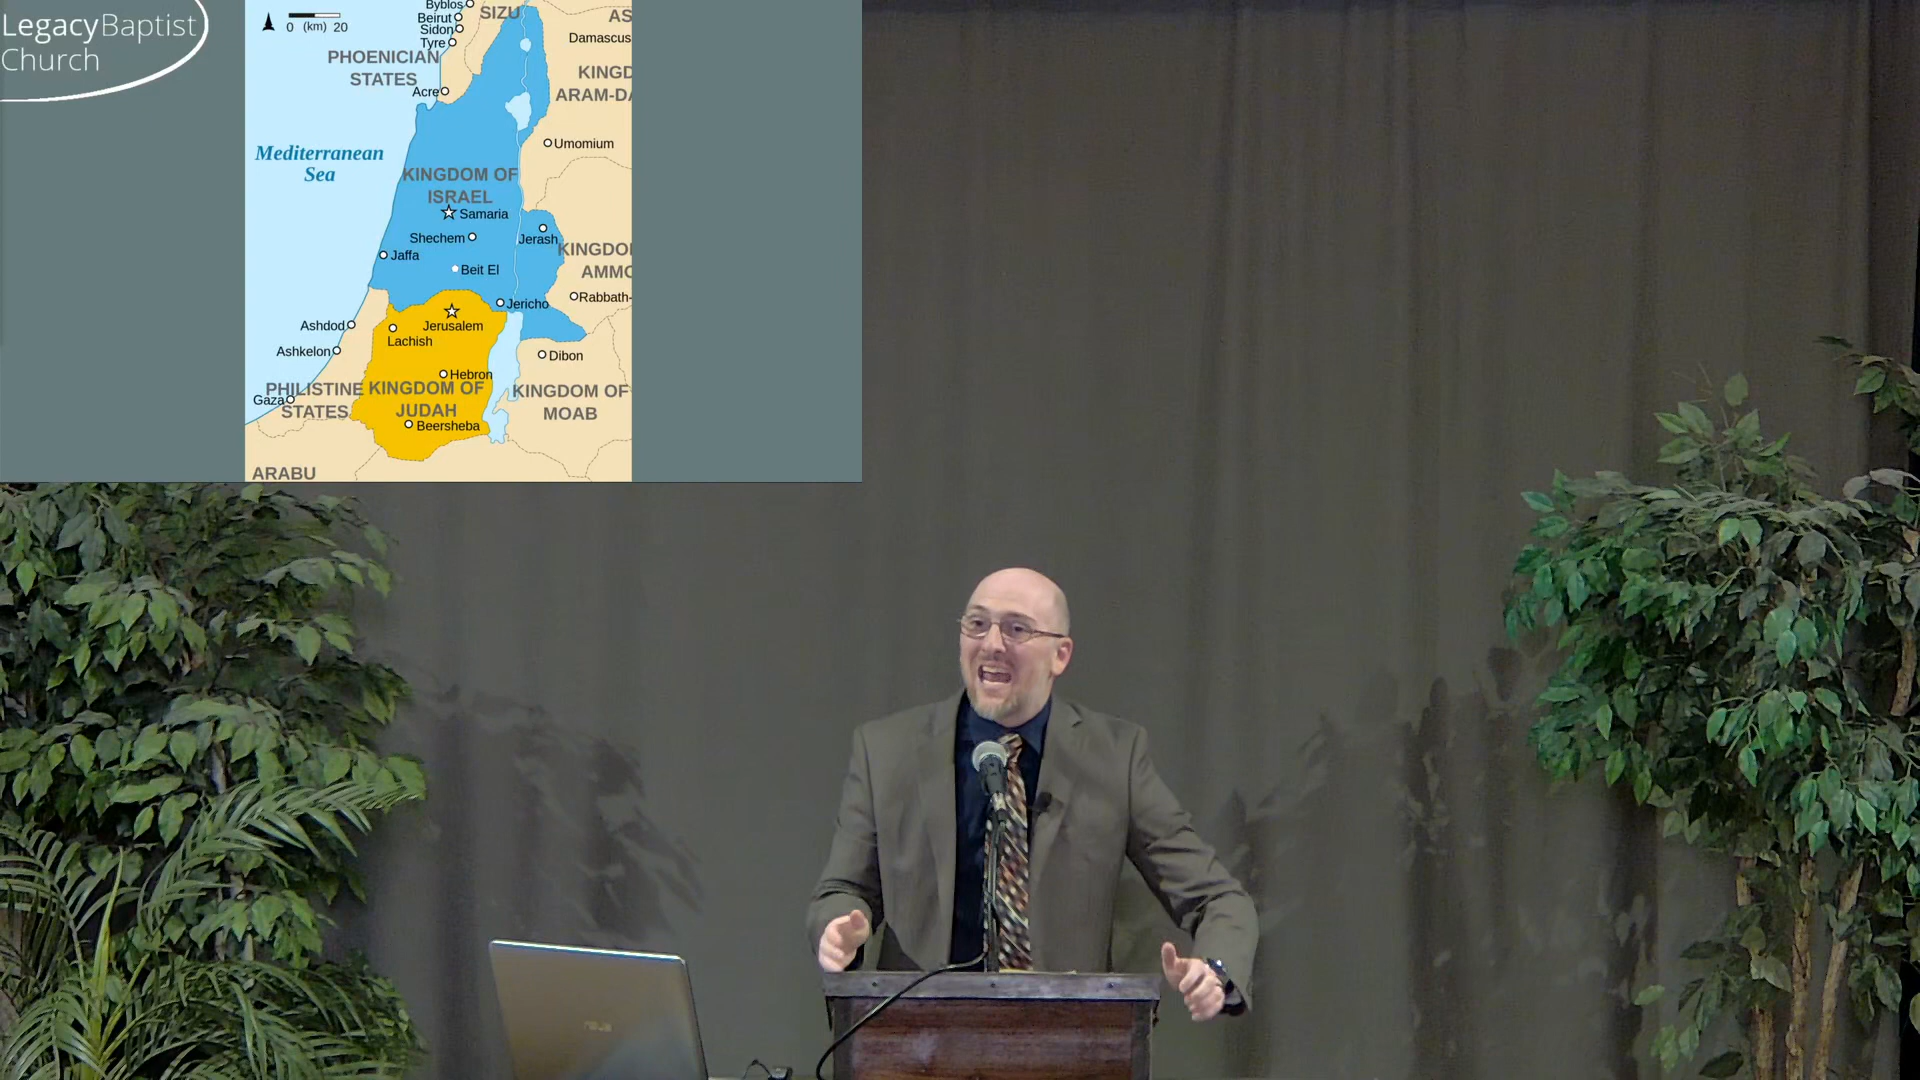 LegacyBaptist
Church
0 (km) 20
Byblos
Beirut
Sidon
Tyre
SIZU
AS
Damascus
PHOENICIAN
STATES
KINGD
ARAM-DA
Acre
Umomium
Mediterranean
Sea
KINGDOM OF
ISRAEL
Samaria
Shechem
Jerash
Jaffa
KINGDO
AMMO
Beit El
Jericho
Rabbath-
Ashdod
Jerusalem
Lachish
Ashkelon
Dibon
Hebron
PHILISTINE
STATES
KINGDOM OF
JUDAH
KINGDOM OF
MOAB
Gaza
Beersheba
ARABU
ASUS